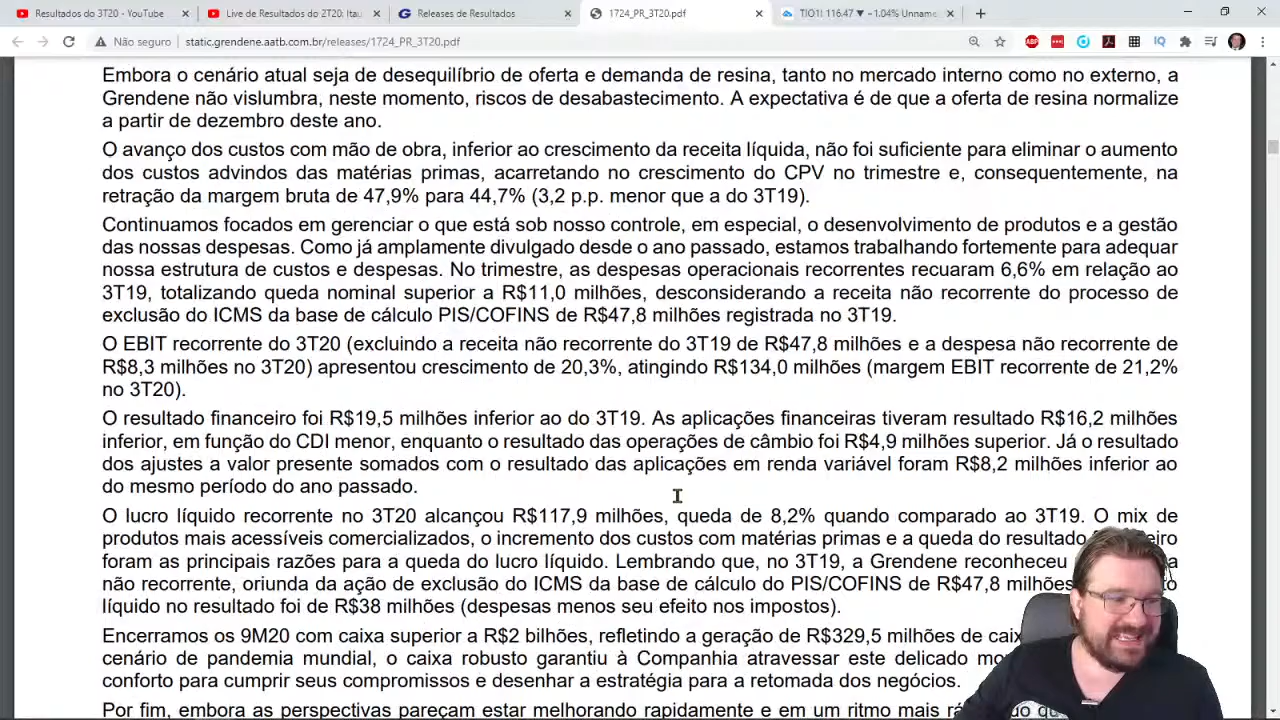 Resultados do 3T20 - YouTube
Live de Resultados do 2T20: Itau
Releases de Resultados
1724_PR_3T20.pdf
TIO1!: 116.47 ▼ −1.04% Unname
Não seguro | static.grendene.aatb.com.br/release/1724_PR_3T20.pdf
Embora o cenário atual seja de desequilíbrio de oferta e demanda de resina, tanto no mercado interno como no externo, a
Grendene não vislumbra, neste momento, riscos de desabastecimento. A expectativa é de que a oferta de resina normalize
a partir de dezembro deste ano.
O avanço dos custos com mão de obra, inferior ao crescimento da receita líquida, não foi suficiente para eliminar o aumento
dos custos advindos das matérias primas, acarretando no crescimento do CPV no trimestre e, consequentemente, na
retração da margem bruta de 47,9% para 44,7% (3,2 p.p. menor que a do 3T19).
Continuamos focados em gerenciar o que está sob nosso controle, em especial, o desenvolvimento de produtos e a gestão
das nossas despesas. Como já amplamente divulgado desde o ano passado, estamos trabalhando fortemente para adequar
nossa estrutura de custos e despesas. No trimestre, as despesas operacionais recorrentes recuaram 6,6% em relação ao
3T19, totalizando queda nominal superior a R$11,0 milhões, desconsiderando a receita não recorrente do processo de
exclusão do ICMS da base de cálculo PIS/COFINS de R$47,8 milhões registrada no 3T19.
O EBIT recorrente do 3T20 (excluindo a receita não recorrente do 3T19 de R$47,8 milhões e a despesa não recorrente de
R$8,3 milhões no 3T20) apresentou crescimento de 20,3%, atingindo R$134,0 milhões (margem EBIT recorrente de 21,2%
no 3T20).
O resultado financeiro foi R$19,5 milhões inferior ao do 3T19. As aplicações financeiras tiveram resultado R$16,2 milhões
inferior, em função do CDI menor, enquanto o resultado das operações de câmbio foi R$4,9 milhões superior. Já o resultado
dos ajustes a valor presente somados com o resultado das aplicações em renda variável foram R$8,2 milhões inferior ao
do mesmo período do ano passado.
O lucro líquido recorrente no 3T20 alcançou R$117,9 milhões, queda de 8,2% quando comparado ao 3T19. O mix de
produtos mais acessíveis comercializados, o incremento dos custos com matérias primas e a queda do resultado
foram as principais razões para a queda do lucro líquido. Lembrando que, no 3T19, a Grendene reconheceu
não recorrente, oriunda da ação de exclusão do ICMS da base de cálculo do PIS/COFINS de R$47,8 milhões
líquido no resultado foi de R$38 milhões (despesas menos seu efeito nos impostos).
Encerramos os 9M20 com caixa superior a R$2 bilhões, refletindo a geração de R$329,5 milhões de
cenário de pandemia mundial, o caixa robusto garantiu à Companhia atravessar este delicado
conforto para cumprir seus compromissos e desenhar a estratégia para a retomada dos negócios.
Por fim, embora as perspectivas pareçam estar melhorando rapidamente e em um ritmo mais